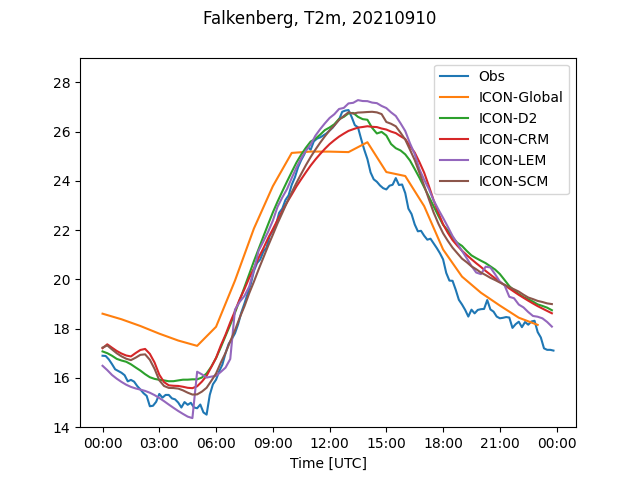 Falkenberg, T2m, 20210910
Obs
ICON-Global
ICON-D2
ICON-CRM
ICON-LEM
ICON-SCM
28
26
24
22
20
18
16
14
00:00 03:00 06:00 09:00 12:00 15:00 18:00 21:00 00:00
Time [UTC]